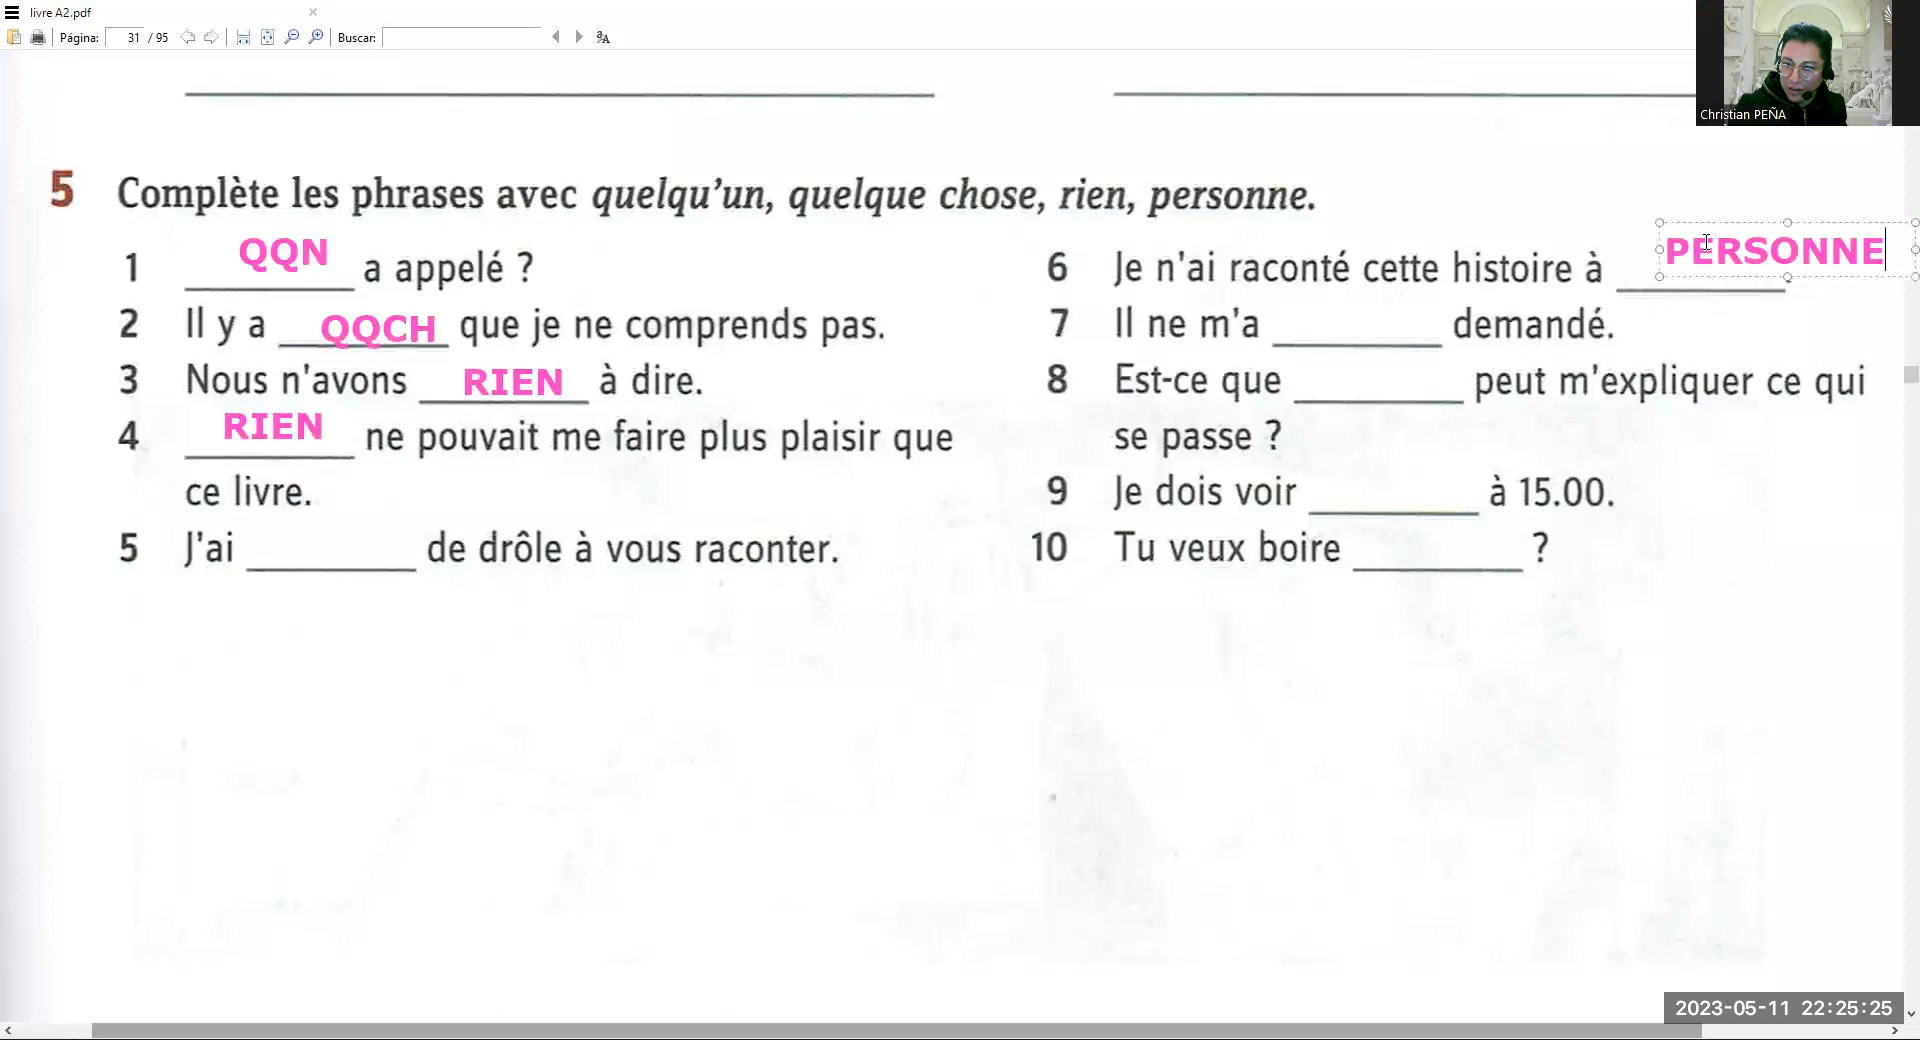 livre A2.pdf
Página: 31 / 95 Buscar:
Christian PEÑA
5 Complète les phrases avec quelqu'un, quelque chose, rien, personne.
1 QQN a appelé ?
2 Il y a QQCH que je ne comprends pas.
3 Nous n'avons RIEN à dire.
4 RIEN ne pouvait me faire plus plaisir que
ce livre.
5 J'ai ________ de drôle à vous raconter.
6 Je n'ai raconté cette histoire à PERSONNE
7 Il ne m'a ________ demandé.
8 Est-ce que ________ peut m'expliquer ce qui
se passe ?
9 Je dois voir ________ à 15.00.
10 Tu veux boire ________ ?
2023-05-11 22:25:25